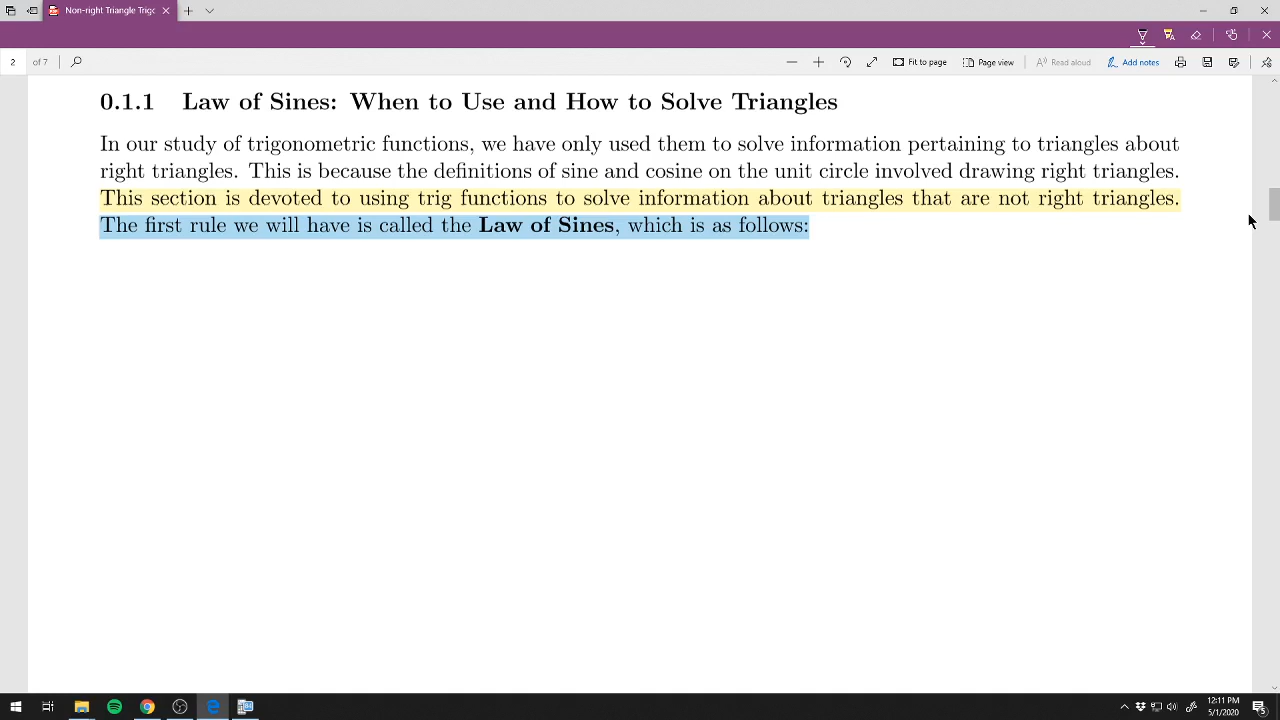 Non-right Triangle Trig
2 of 7
Fit to page
Page view
Read aloud
Add notes
0.1.1 Law of Sines: When to Use and How to Solve Triangles
In our study of trigonometric functions, we have only used them to solve information pertaining to triangles about
right triangles. This is because the definitions of sine and cosine on the unit circle involved drawing right triangles.
This section is devoted to using trig functions to solve information about triangles that are not right triangles.
The first rule we will have is called the Law of Sines, which is as follows:
12:11 PM
5/1/2020